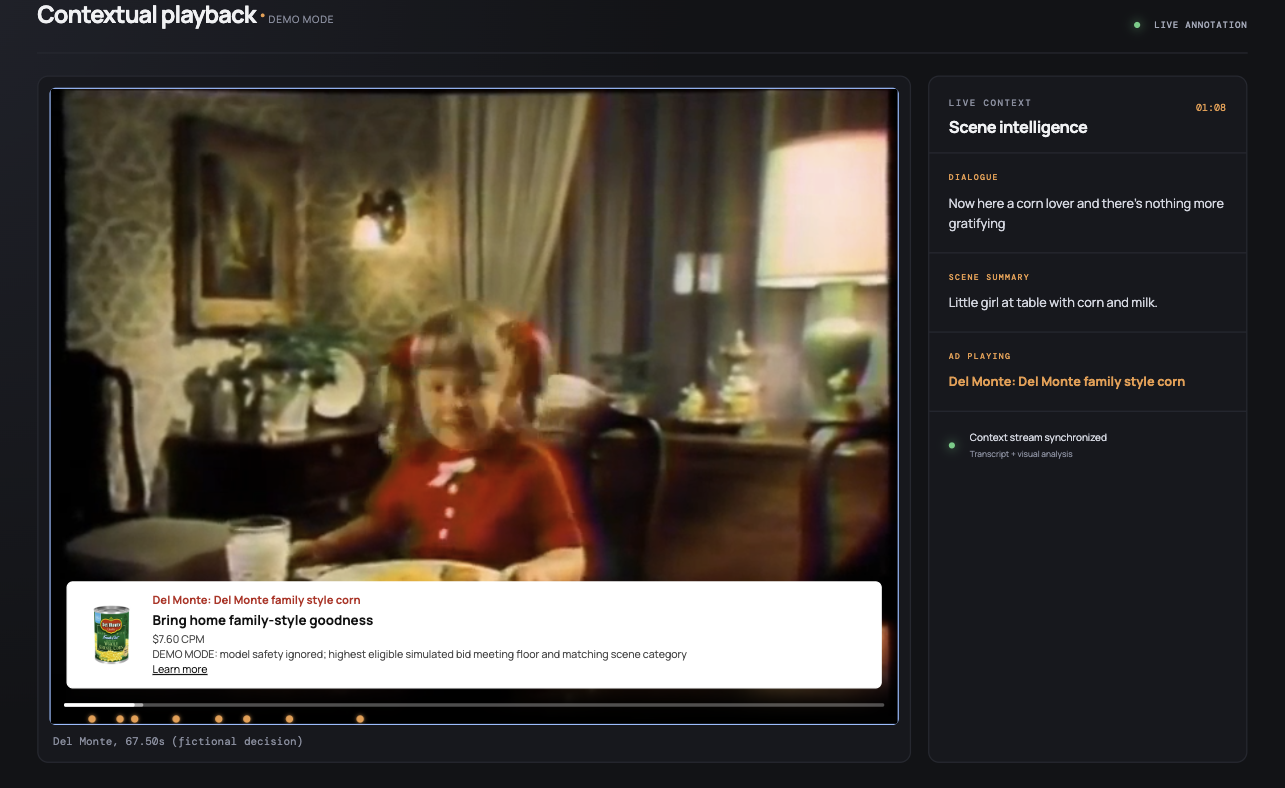 Contextual playback
DEMO MODE
LIVE ANNOTATION
LIVE CONTEXT
01:08
Scene intelligence
DIALOGUE
Now here a corn lover and there's nothing more
gratifying
SCENE SUMMARY
Little girl at table with corn and milk.
AD PLAYING
Del Monte: Del Monte family style corn
Context stream synchronized
Transcript + visual analysis
Del Monte: Del Monte family style corn
Bring home family-style goodness
$7.60 CPM
DEMO MODE: model safety ignored; highest eligible simulated bid meeting floor and matching scene category
Learn more
Del Monte
Del Monte, 67.50s (fictional decision)